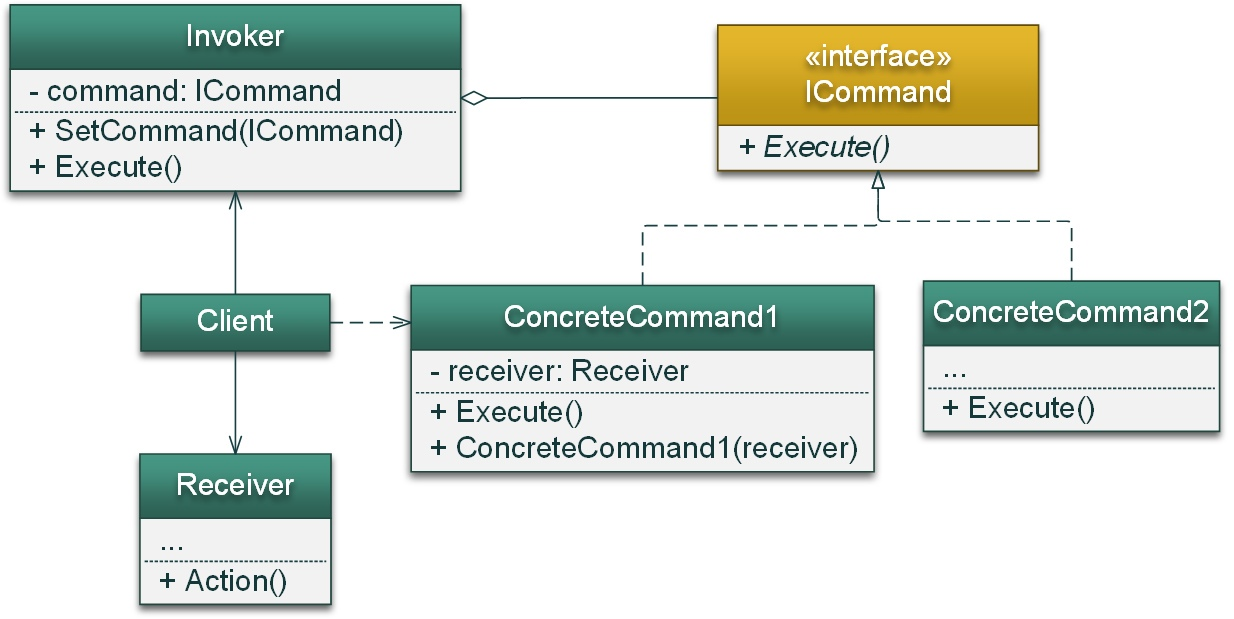 Invoker
- command: ICommand
+ SetCommand(ICommand)
+ Execute()
«interface»
ICommand
+ Execute()
Client
ConcreteCommand1
- receiver: Receiver
+ Execute()
+ ConcreteCommand1(receiver)
ConcreteCommand2
...
+ Execute()
Receiver
...
+ Action()